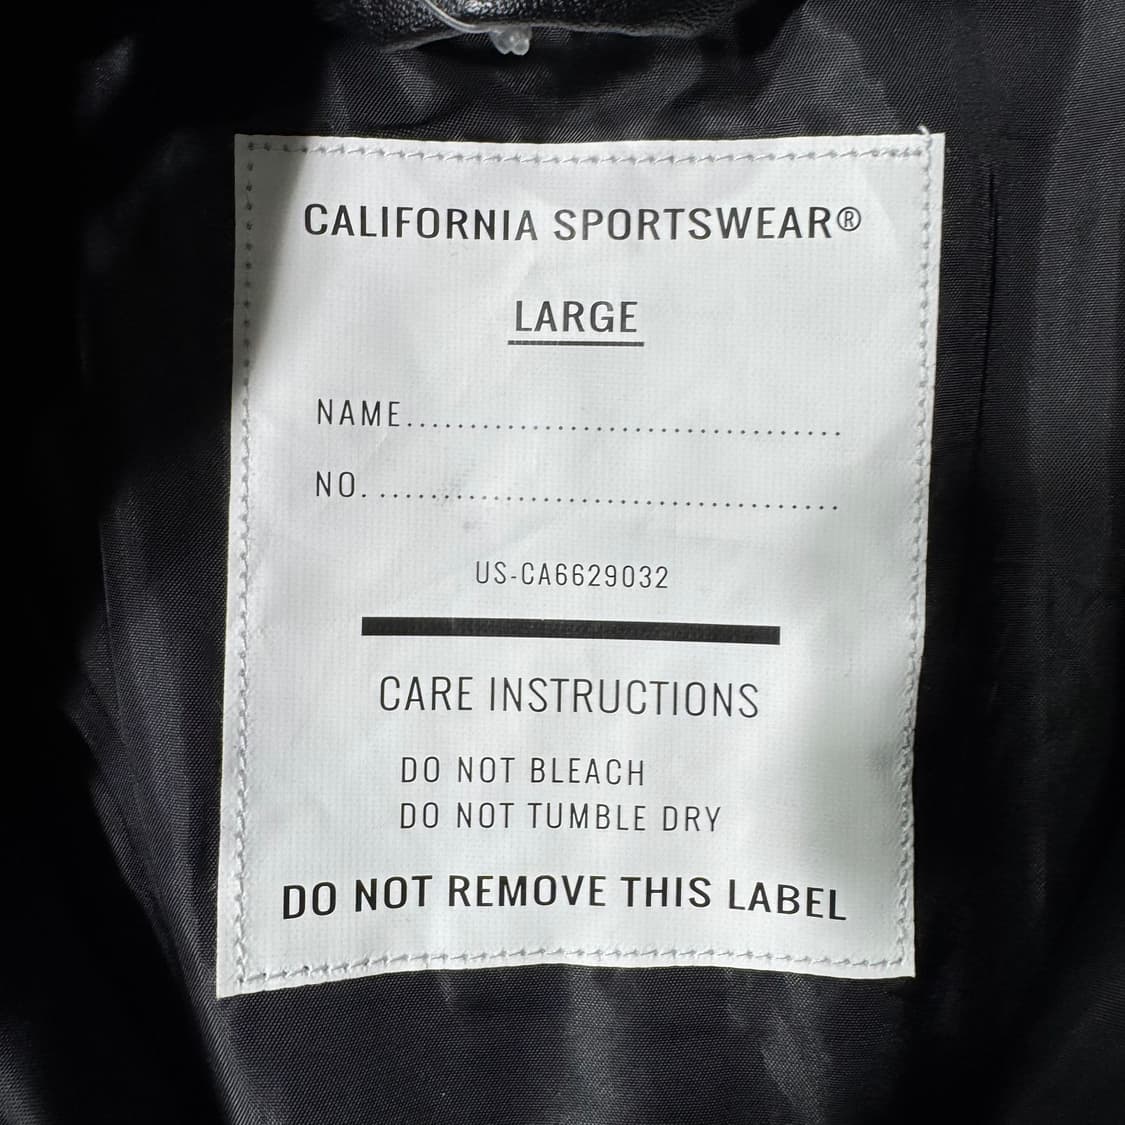 CALIFORNIA SPORTSWEAR®
LARGE
NAME.................................
NO. ..................................
US-CA6629032
CARE INSTRUCTIONS
DO NOT BLEACH
DO NOT TUMBLE DRY
DO NOT REMOVE THIS LABEL